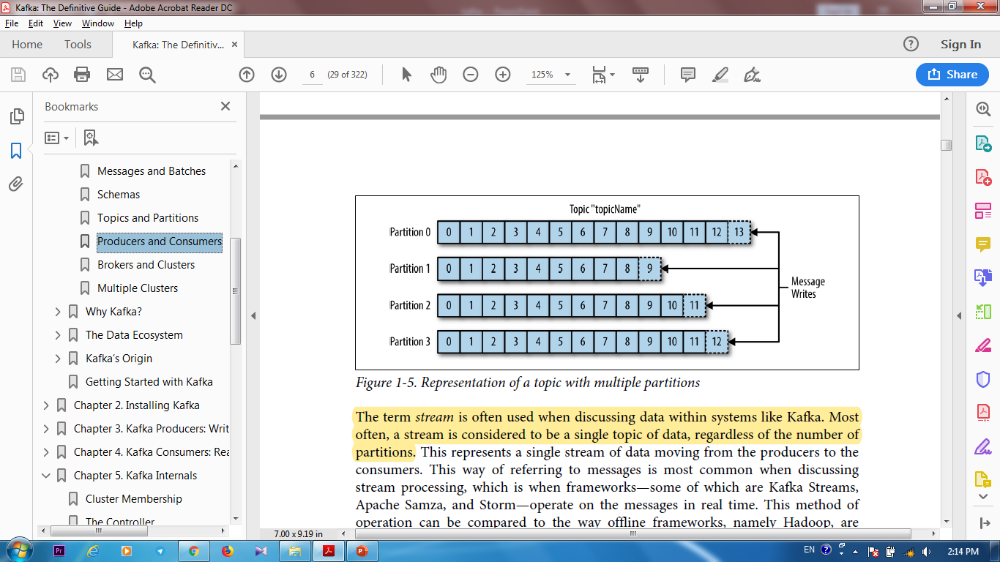 Kafka: The Definitive Guide - Adobe Acrobat Reader DC
File Edit View Window Help
Home Tools Kafka: The Definitiv... × Sign In
6 (29 of 322) 125% Share
Bookmarks
Messages and Batches
Schemas
Topics and Partitions
Producers and Consumers
Brokers and Clusters
Multiple Clusters
Why Kafka?
The Data Ecosystem
Kafka's Origin
Getting Started with Kafka
Chapter 2. Installing Kafka
Chapter 3. Kafka Producers: Writ
Chapter 4. Kafka Consumers: Rea
Chapter 5. Kafka Internals
Cluster Membership
The Controller
Topic "topicName"
Partition 0 0 1 2 3 4 5 6 7 8 9 10 11 12 13
Partition 1 0 1 2 3 4 5 6 7 8 9
Partition 2 0 1 2 3 4 5 6 7 8 9 10 11
Partition 3 0 1 2 3 4 5 6 7 8 9 10 11 12
Message
Writes
Figure 1-5. Representation of a topic with multiple partitions
The term stream is often used when discussing data within systems like Kafka. Most
often, a stream is considered to be a single topic of data, regardless of the number of
partitions. This represents a single stream of data moving from the producers to the
consumers. This way of referring to messages is most common when discussing
stream processing, which is when frameworks—some of which are Kafka Streams,
Apache Samza, and Storm—operate on the messages in real time. This method of
operation can be compared to the way offline frameworks, namely Hadoop, are
7.00 x 9.19 in
Pr EN 2:14 PM